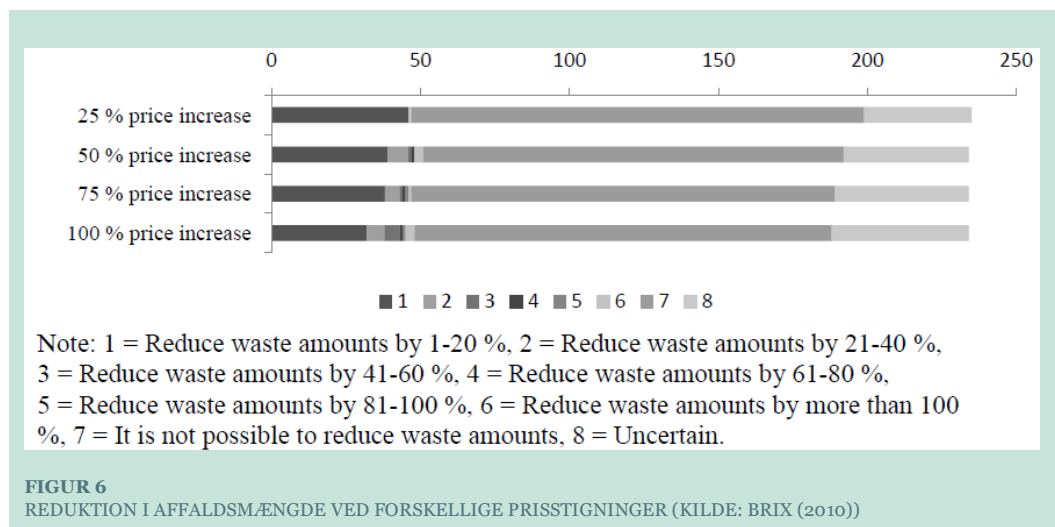 0 50 100 150 200 250
25 % price increase
50 % price increase
75 % price increase
100 % price increase
1 2 3 4 5 6 7 8
Note: 1 = Reduce waste amounts by 1-20 %, 2 = Reduce waste amounts by 21-40 %,
3 = Reduce waste amounts by 41-60 %, 4 = Reduce waste amounts by 61-80 %,
5 = Reduce waste amounts by 81-100 %, 6 = Reduce waste amounts by more than 100
%, 7 = It is not possible to reduce waste amounts, 8 = Uncertain.
FIGUR 6
REDUKTION I AFFALDSMÆNGDE VED FORSKELLIGE PRISSTIGNINGER (KILDE: BRIX (2010))